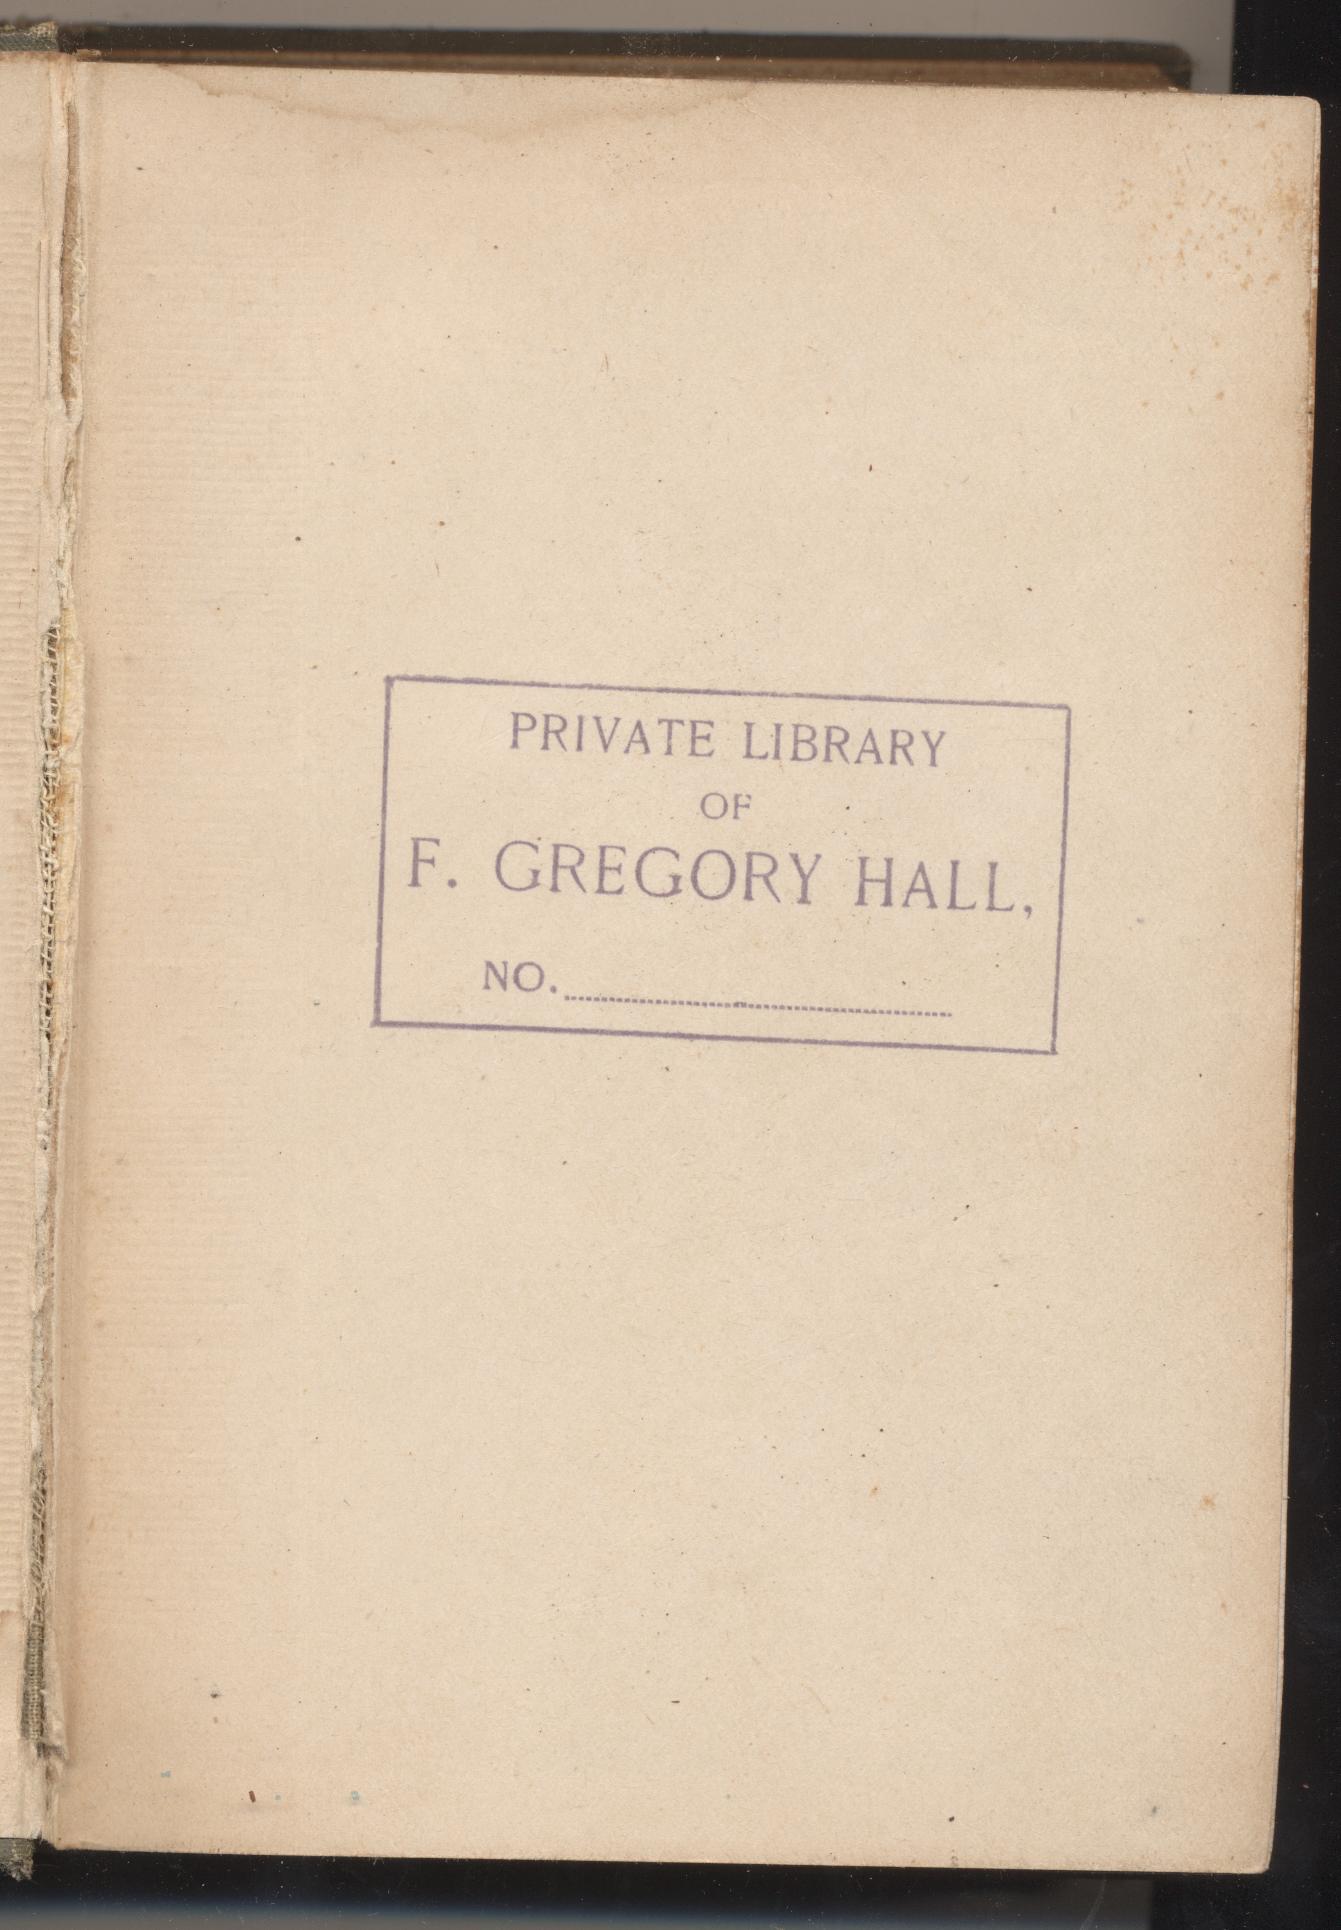 PRIVATE LIBRARY
OF
F. GREGORY HALL,
NO.